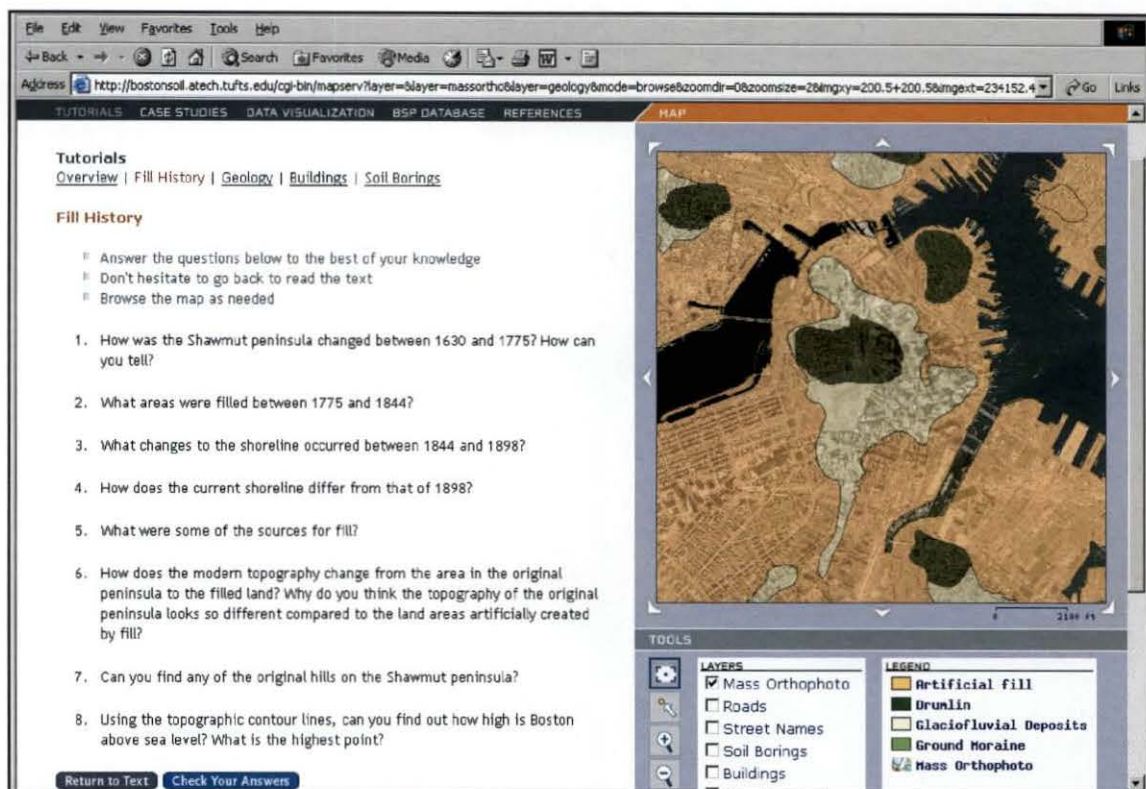 File Edit View Favorites Tools Help
Back Search Favorites Media
Address http://bostonsoil.atech.tufts.edu/cgi-bin/mapserv?layer=&layer=massortho&layer=geology&mode=browse&zoomdir=0&zoomsize=2&imgxy=200.5+200.5&imgext=234152.4 Go Links
TUTORIALS CASE STUDIES DATA VISUALIZATION BSP DATABASE REFERENCES
MAP
Tutorials
Overview | Fill History | Geology | Buildings | Soil Borings
Fill History
Answer the questions below to the best of your knowledge
Don't hesitate to go back to read the text
Browse the map as needed
1. How was the Shawmut peninsula changed between 1630 and 1775? How can
you tell?
2. What areas were filled between 1775 and 1844?
3. What changes to the shoreline occurred between 1844 and 1898?
4. How does the current shoreline differ from that of 1898?
5. What were some of the sources for fill?
6. How does the modern topography change from the area in the original
peninsula to the filled land? Why do you think the topography of the original
peninsula looks so different compared to the land areas artificially created
by fill?
7. Can you find any of the original hills on the Shawmut peninsula?
8. Using the topographic contour lines, can you find out how high is Boston
above sea level? What is the highest point?
Return to Text Check Your Answers
0 2100 ft
TOOLS
LAYERS
Mass Orthophoto
Roads
Street Names
Soil Borings
Buildings
LEGEND
Artificial fill
Drumlin
Glaciofluvial Deposits
Ground Moraine
Mass Orthophoto